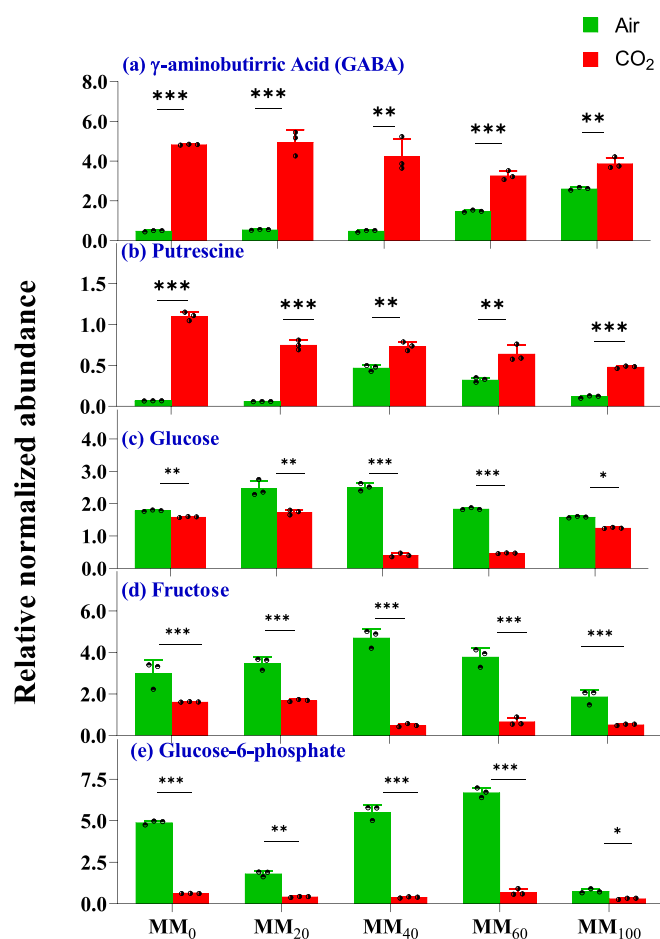 Air
CO₂
(a) γ-aminobutirric Acid (GABA)
8.0
6.0
4.0
2.0
0.0
*** *** ** *** **
(b) Putrescine
1.5
1.0
0.5
0.0
*** *** ** ** ***
(c) Glucose
4.0
3.0
2.0
1.0
0.0
** ** *** *** *
(d) Fructose
6.0
4.0
2.0
0.0
*** *** *** *** ***
(e) Glucose-6-phosphate
7.5
5.0
2.5
0.0
*** ** *** *** *
MM₀ MM₂₀ MM₄₀ MM₆₀ MM₁₀₀
Relative normalized abundance